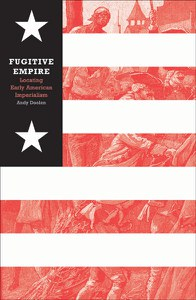 FUGITIVE
EMPIRE
Locating
Early American
Imperialism
Andy Doolen